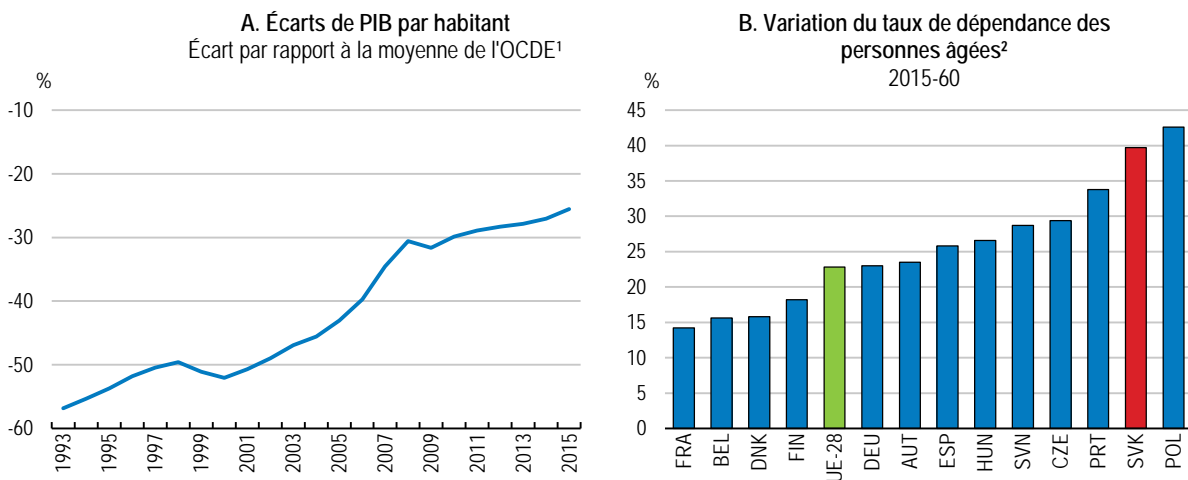 A. Écarts de PIB par habitant
Écart par rapport à la moyenne de l'OCDE¹
%
-10
-20
-30
-40
-50
-60
1993
1995
1997
1999
2001
2003
2005
2007
2009
2011
2013
2015
B. Variation du taux de dépendance des
personnes âgées²
2015-60
%
45
40
35
30
25
20
15
10
5
0
FRA
BEL
DNK
FIN
UE-28
DEU
AUT
ESP
HUN
SVN
CZE
PRT
SVK
POL